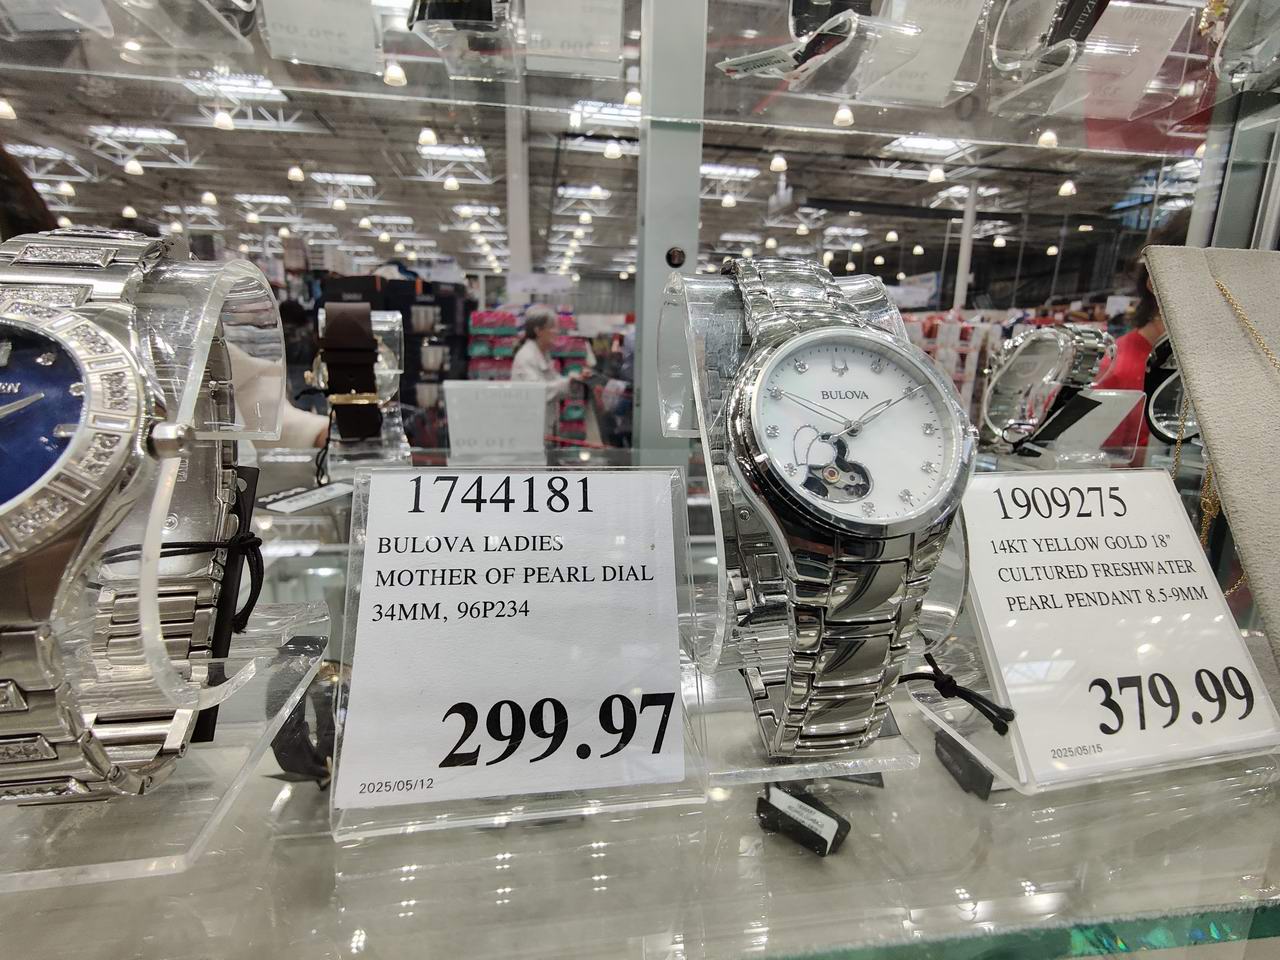 CITIZEN
BULOVA
1744181
BULOVA LADIES
MOTHER OF PEARL DIAL
34MM, 96P234
299.97
2025/05/12
1909275
14KT YELLOW GOLD 18"
CULTURED FRESHWATER
PEARL PENDANT 8.5-9MM
379.99
2025/05/15